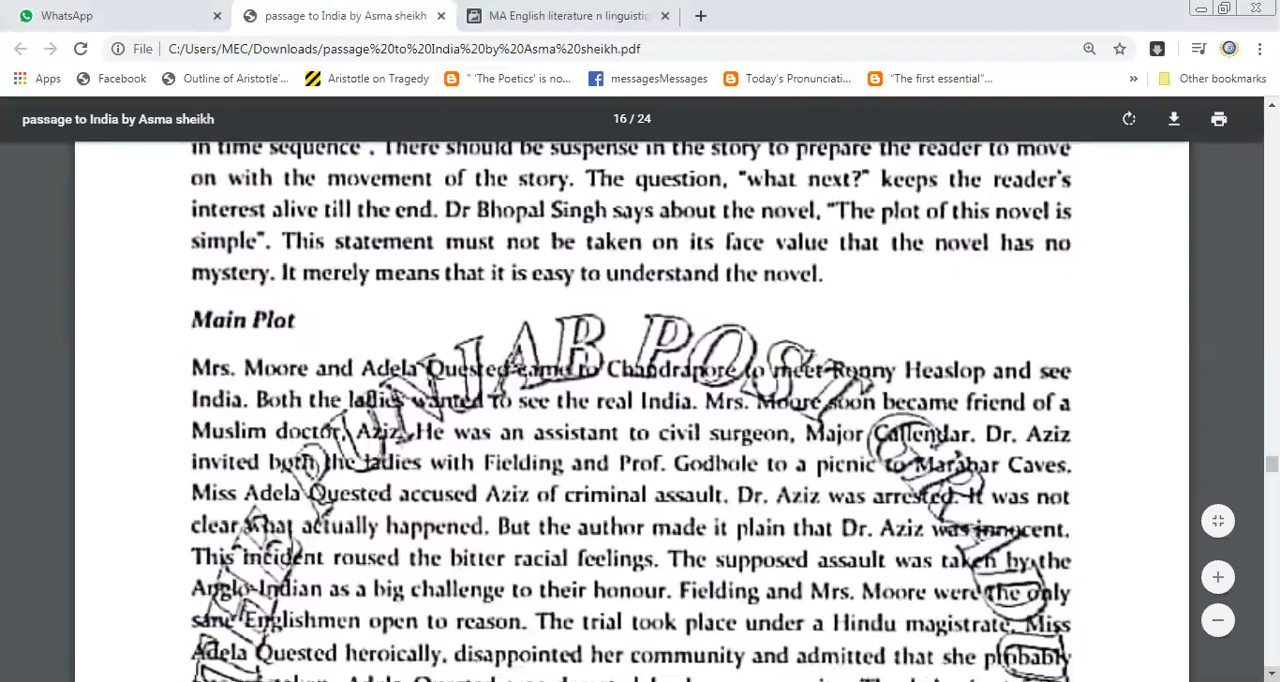 WhatsApp
passage to India by Asma sheikh
MA English literature n linguistic
File
C:/Users/MEC/Downloads/passage%20to%20India%20by%20Asma%20sheikh.pdf
Apps
Facebook
Outline of Aristotle'...
Aristotle on Tragedy
" 'The Poetics' is no...
messagesMessages
Today's Pronunciati...
"The first essential"...
»
Other bookmarks
passage to India by Asma sheikh
16 / 24
in time sequence". There should be suspense in the story to prepare the reader to move
on with the movement of the story. The question, "what next?" keeps the reader's
interest alive till the end. Dr Bhopal Singh says about the novel, "The plot of this novel is
simple". This statement must not be taken on its face value that the novel has no
mystery. It merely means that it is easy to understand the novel.
Main Plot
Mrs. Moore and Adela Quested came to Chandrapore to meet Ronny Heaslop and see
India. Both the ladies wanted to see the real India. Mrs. Moore soon became friend of a
Muslim doctor, Aziz. He was an assistant to civil surgeon, Major Callendar. Dr. Aziz
invited both the ladies with Fielding and Prof. Godbole to a picnic to Marabar Caves.
Miss Adela Quested accused Aziz of criminal assault. Dr. Aziz was arrested. It was not
clear what actually happened. But the author made it plain that Dr. Aziz was innocent.
This incident roused the bitter racial feelings. The supposed assault was taken by the
Anglo-Indian as a big challenge to their honour. Fielding and Mrs. Moore were the only
sane Englishmen open to reason. The trial took place under a Hindu magistrate. Miss
Adela Quested heroically, disappointed her community and admitted that she probably
PUNJAB POST